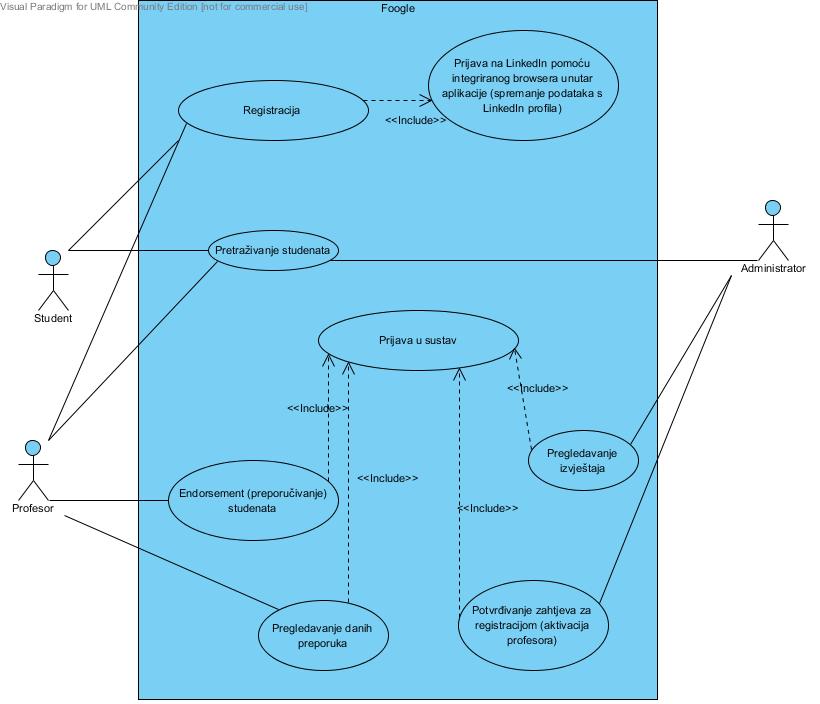 Visual Paradigm for UML Community Edition [not for commercial use]
Foogle
Prijava na LinkedIn pomoću
integriranog browsera unutar
aplikacije (spremanje podataka s
LinkedIn profila)
Registracija
<<Include>>
Pretraživanje studenata
Administrator
Student
Prijava u sustav
<<Include>>
<<Include>>
Pregledavanje
izvještaja
<<Include>>
Endorsement (preporučivanje)
studenata
Profesor
<<Include>>
Potvrđivanje zahtjeva za
registracijom (aktivacija
profesora)
Pregledavanje danih
preporuka